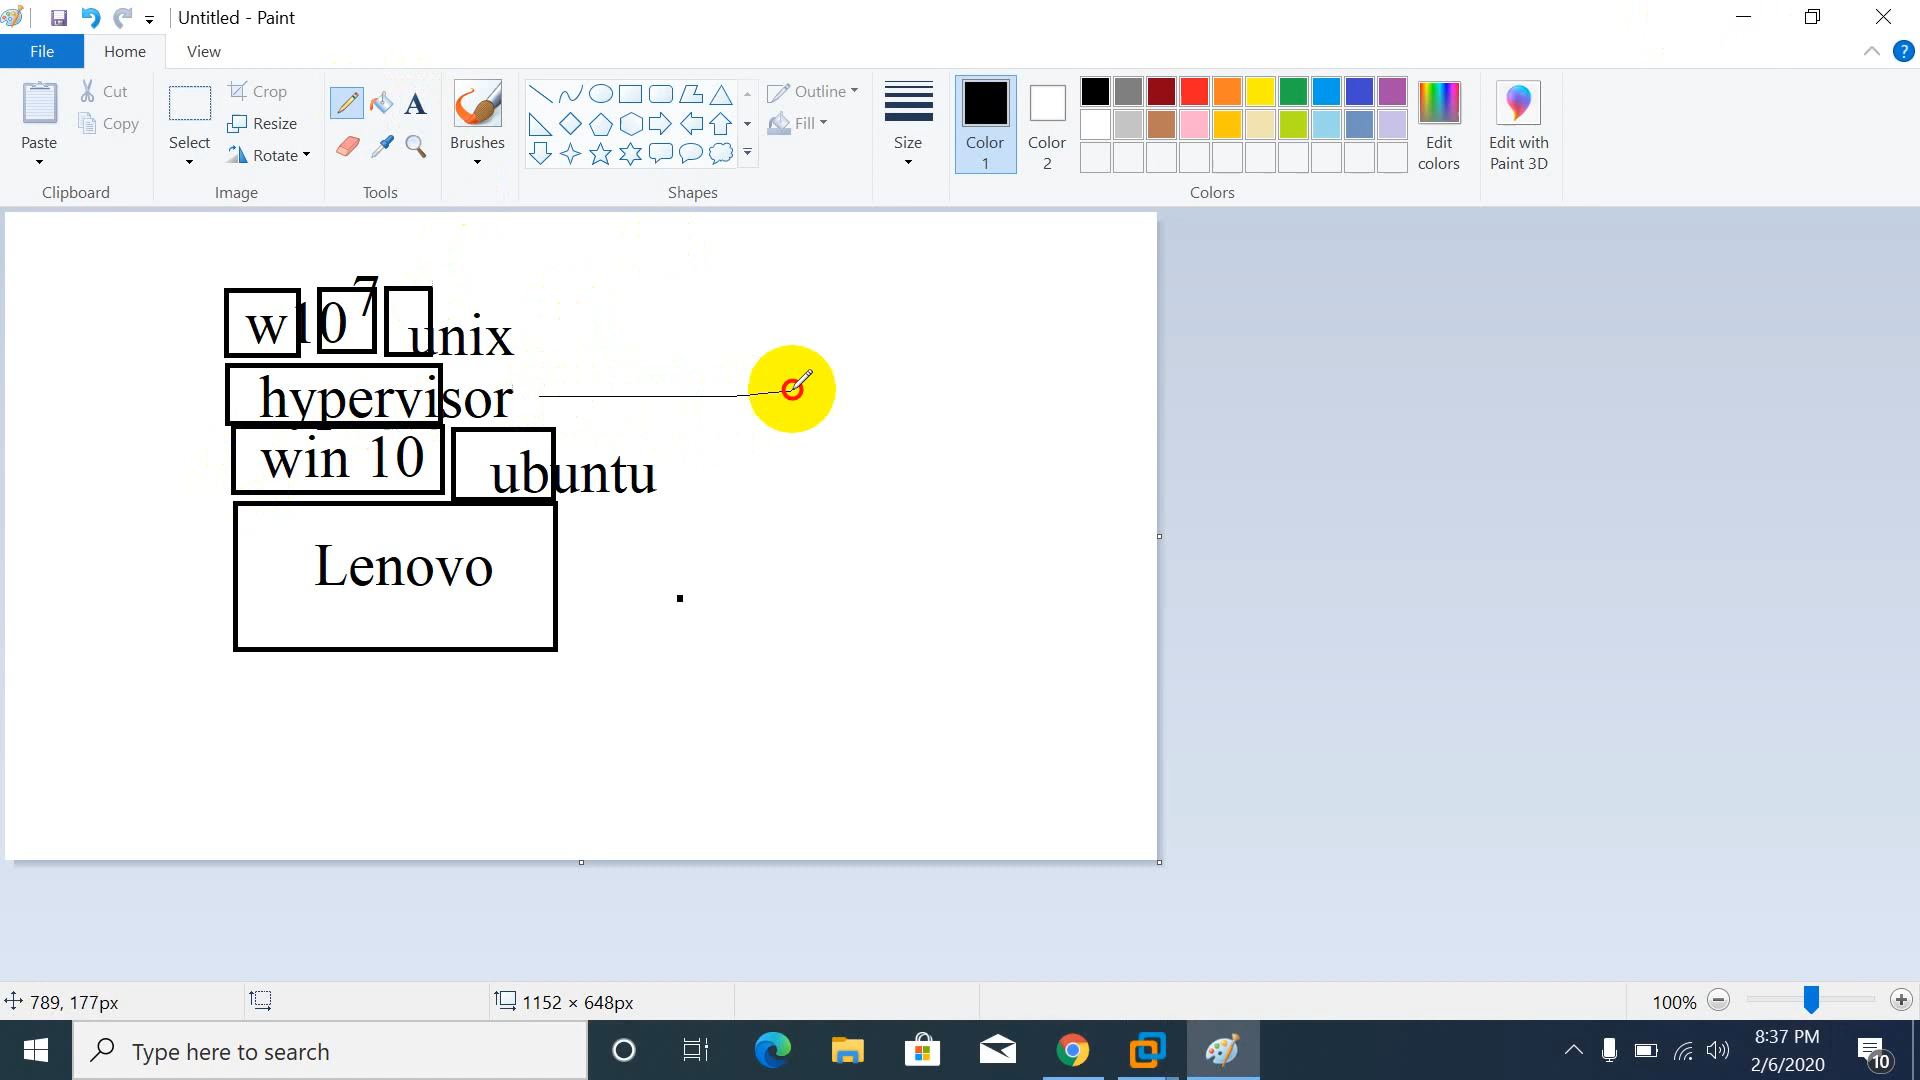 Untitled - Paint
File Home View
Paste
Cut
Copy
Clipboard
Select
Crop
Resize
Rotate
Image
Tools
Brushes
Shapes
Outline
Fill
Size
Color 1
Color 2
Colors
Edit colors
Edit with Paint 3D
w10 7 unix
hypervisor
win 10 ubuntu
Lenovo
789, 177px
1152 × 648px
100%
Type here to search
8:37 PM
2/6/2020
10